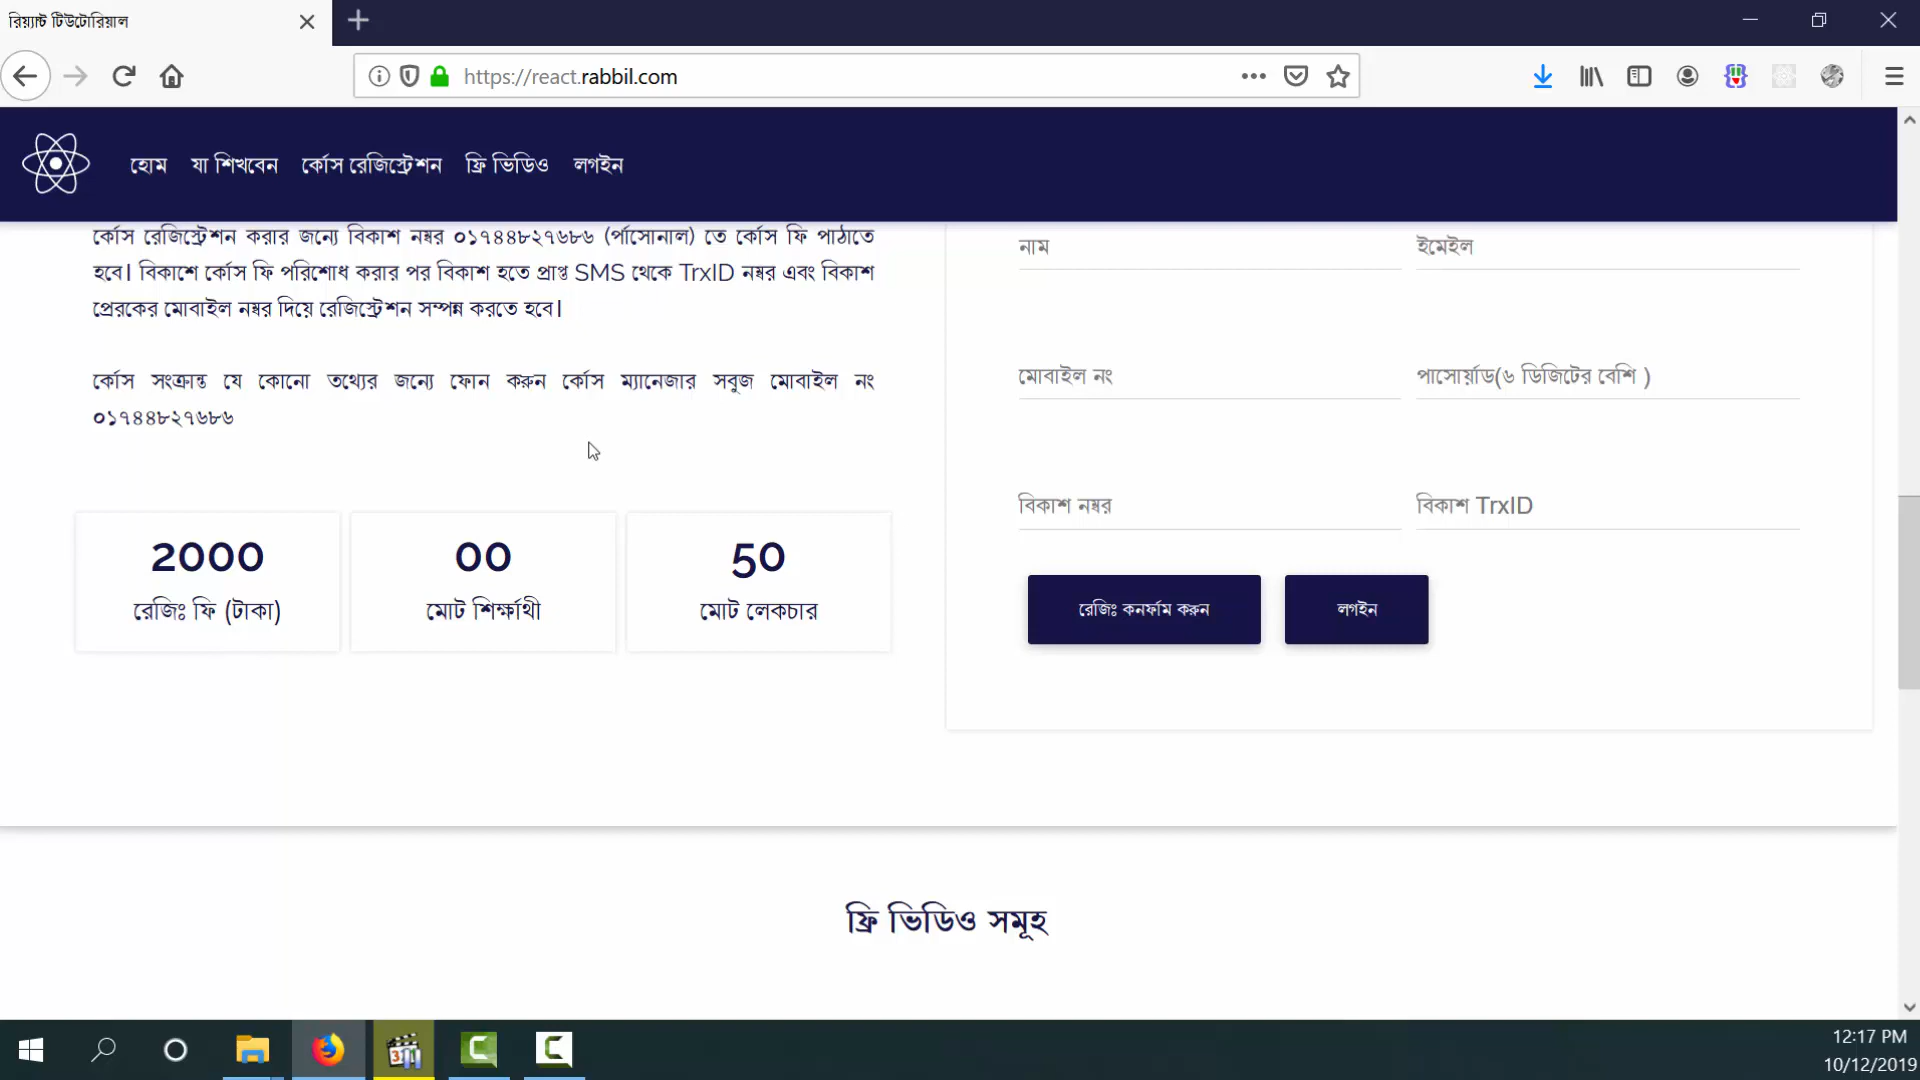 রিয়্যাক্ট টিউটোরিয়াল
https://react.rabbil.com
হোম যা শিখবেন কোর্স রেজিস্ট্রেশন ফ্রি ভিডিও লগইন
কোর্স রেজিস্ট্রেশন করার জন্যে বিকাশ নম্বর ০১৭৪৪৮২৭৬৮৬ (পার্সোনাল) তে কোর্স ফি পাঠাতে
হবে। বিকাশে কোর্স ফি পরিশোধ করার পর বিকাশ হতে প্রাপ্ত SMS থেকে TrxID নম্বর এবং বিকাশ
প্রেরকের মোবাইল নম্বর দিয়ে রেজিস্ট্রেশন সম্পন্ন করতে হবে।
কোর্স সংক্রান্ত যে কোনো তথ্যের জন্যে ফোন করুন কোর্স ম্যানেজার সবুজ মোবাইল নং
০১৭৪৪৮২৭৬৮৬
নাম ইমেইল
মোবাইল নং পাসোয়ার্ড(৬ ডিজিটের বেশি )
বিকাশ নম্বর বিকাশ TrxID
2000 00 50
রেজিঃ ফি (টাকা) মোট শিক্ষার্থী মোট লেকচার
রেজিঃ কনফার্ম করুন লগইন
ফ্রি ভিডিও সমূহ
12:17 PM
10/12/2019